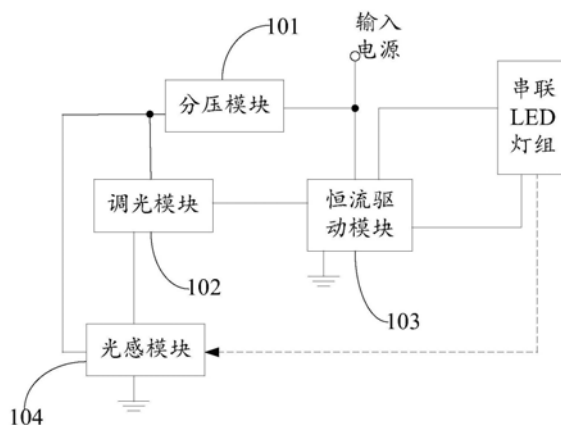 101
输入
电源
分压模块
串联
LED
灯组
调光模块
恒流驱
动模块
102
103
光感模块
104